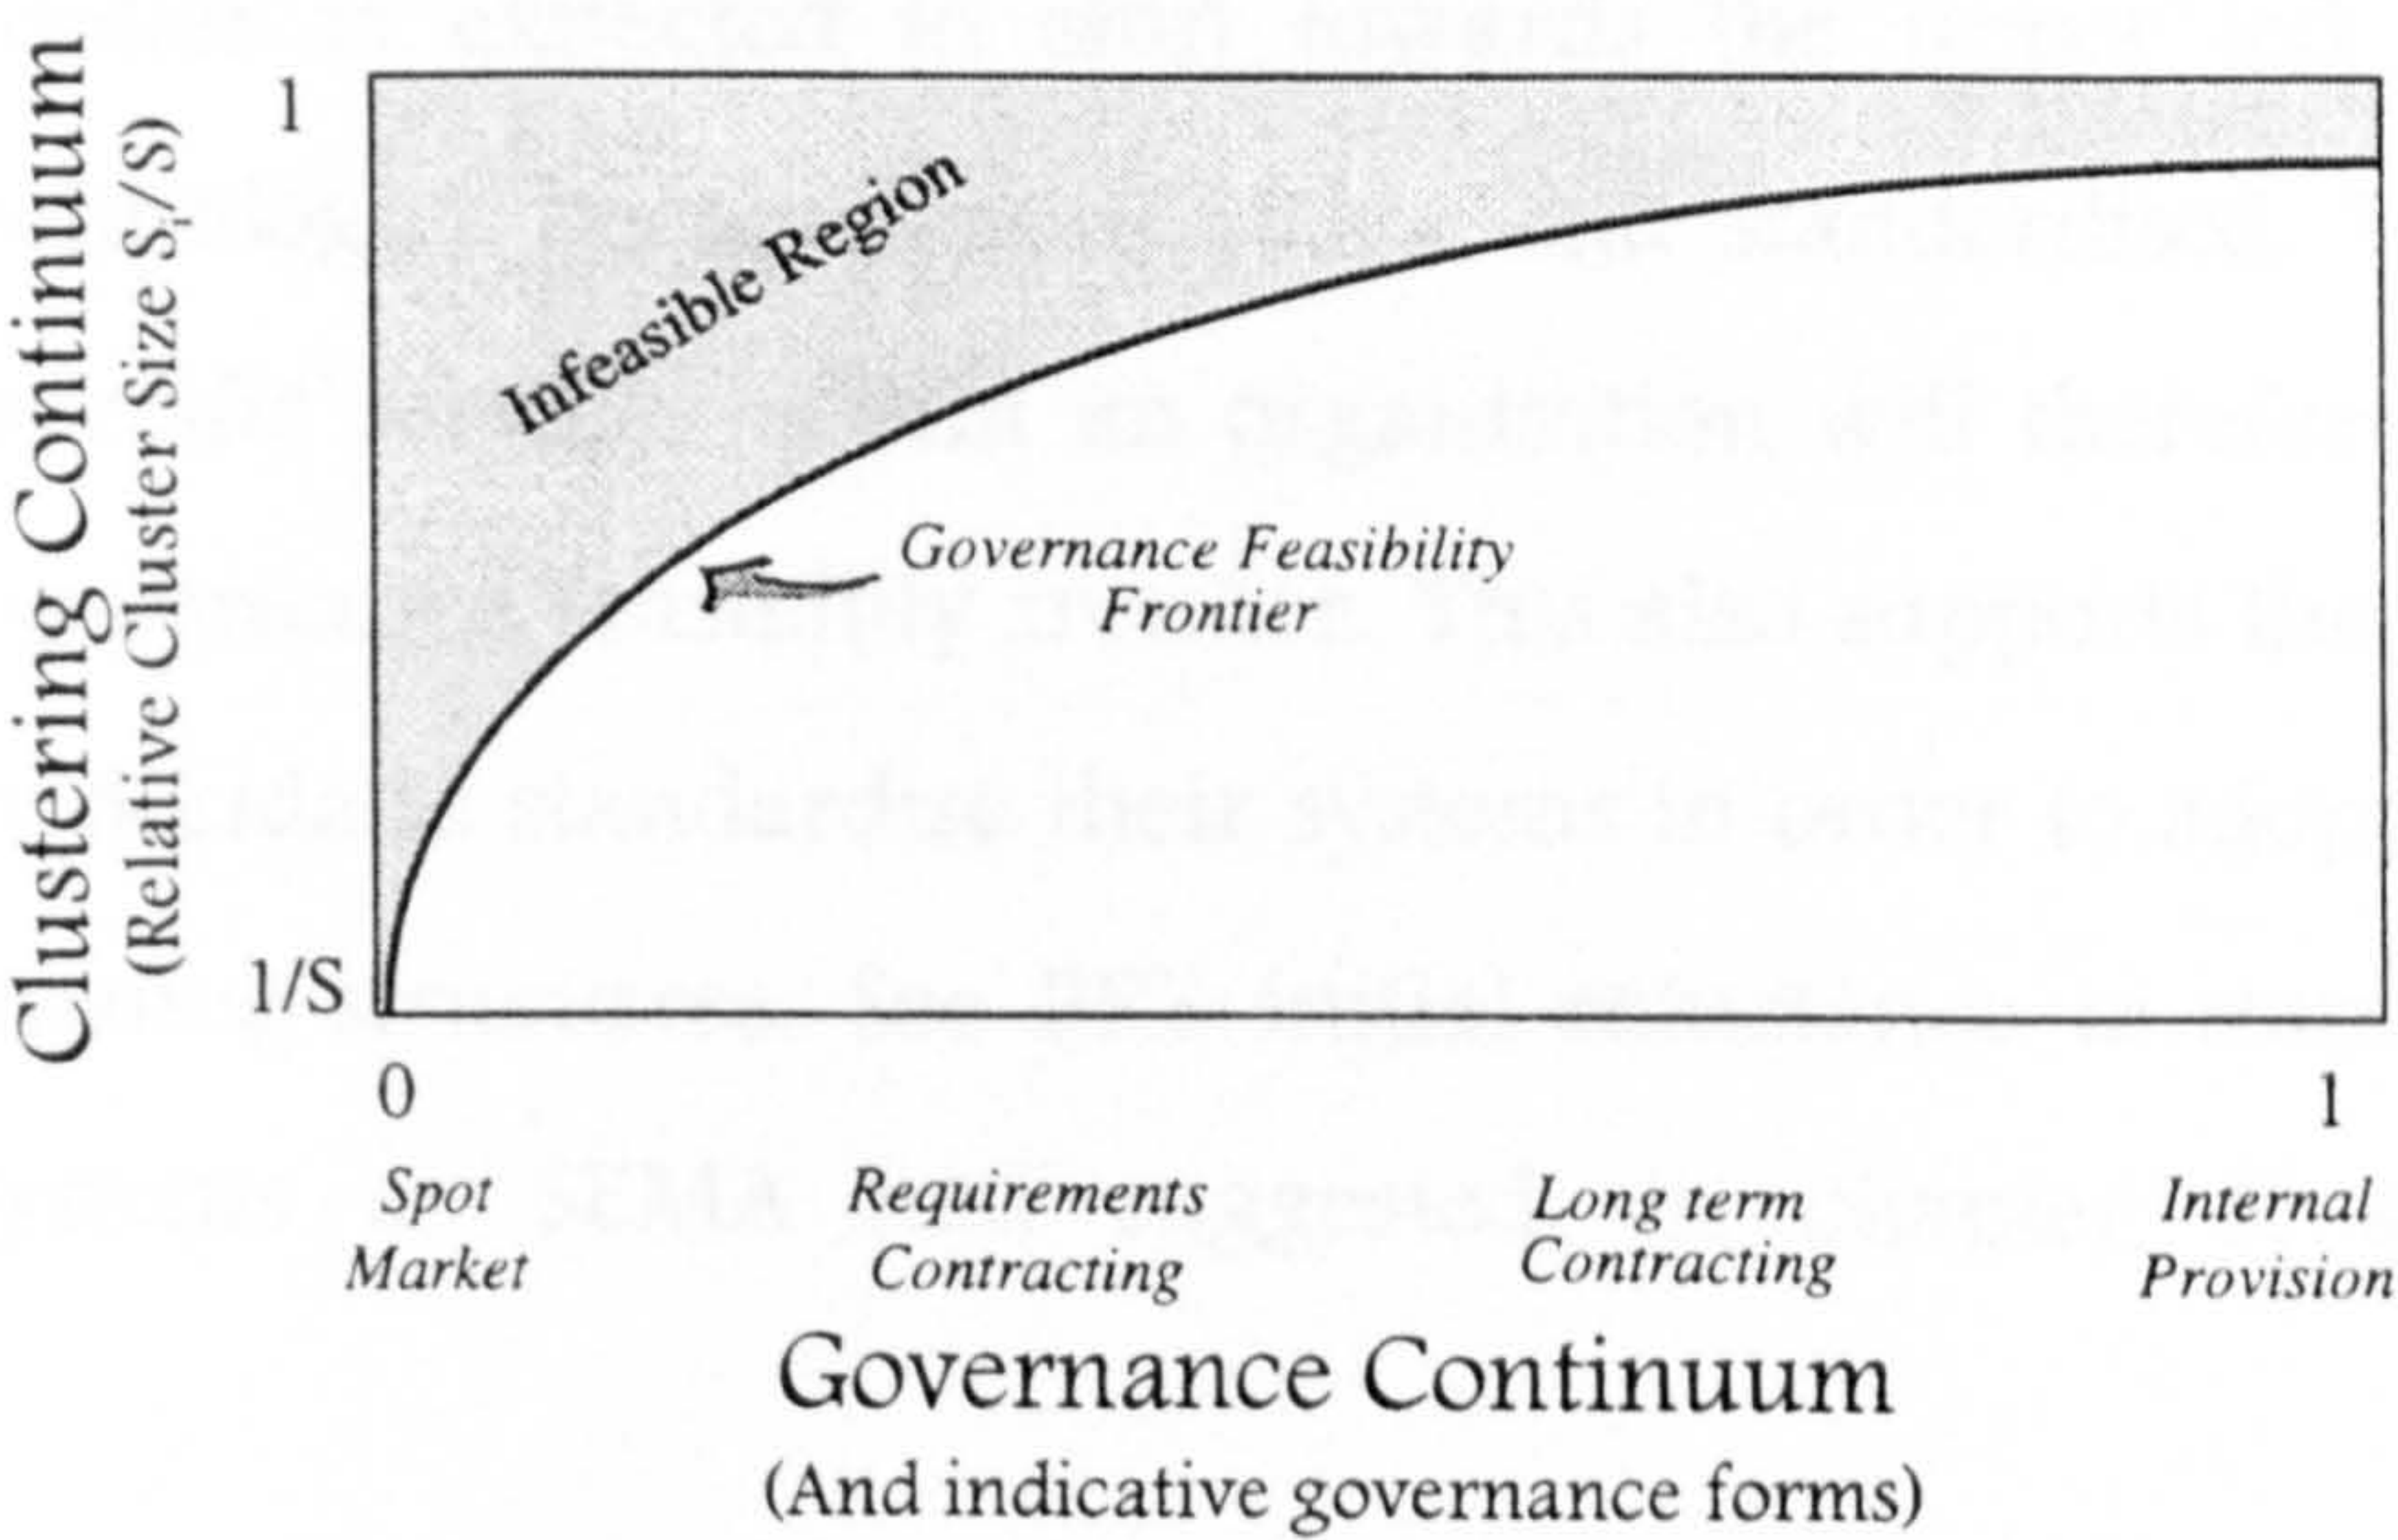 Clustering Continuum
(Relative Cluster Size Sᵢ/S)
1
1/S
Infeasible Region
Governance Feasibility
Frontier
0
1
Spot
Market
Requirements
Contracting
Long term
Contracting
Internal
Provision
Governance Continuum
(And indicative governance forms)